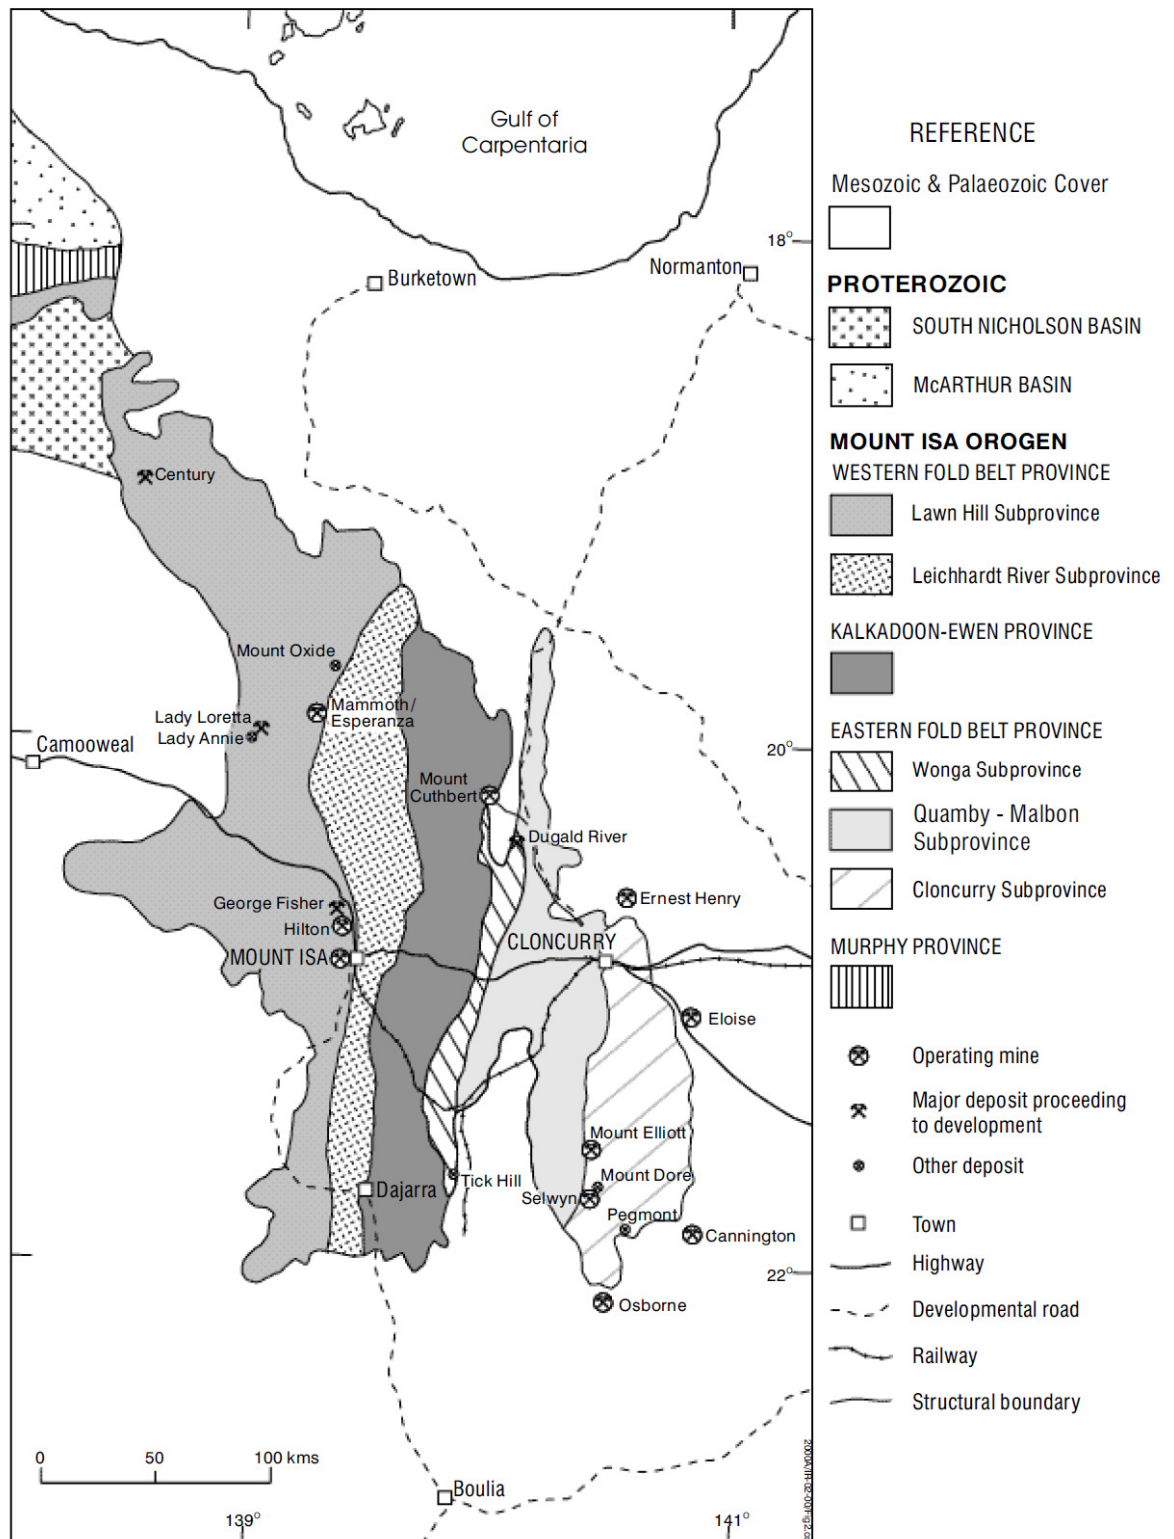 Gulf of
Carpentaria
18°
Burketown
Normanton
Century
Mount Oxide
Mammoth/
Esperanza
Lady Loretta
Lady Annie
Camooweal
20°
Mount
Cuthbert
Dugald River
George Fisher
Hilton
MOUNT ISA
Ernest Henry
CLONCURRY
Eloise
Mount Elliott
Mount Dore
Tick Hill
Selwyn
Dajarra
Pegmont
Cannington
22°
Osborne
0 50 100 kms
Boulia
139°
141°
REFERENCE
Mesozoic & Palaeozoic Cover
PROTEROZOIC
SOUTH NICHOLSON BASIN
McARTHUR BASIN
MOUNT ISA OROGEN
WESTERN FOLD BELT PROVINCE
Lawn Hill Subprovince
Leichhardt River Subprovince
KALKADOON-EWEN PROVINCE
EASTERN FOLD BELT PROVINCE
Wonga Subprovince
Quamby - Malbon
Subprovince
Cloncurry Subprovince
MURPHY PROVINCE
Operating mine
Major deposit proceeding
to development
Other deposit
Town
Highway
Developmental road
Railway
Structural boundary